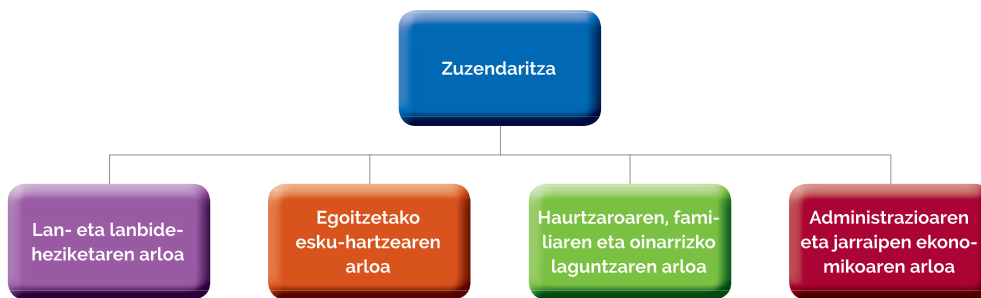 Zuzendaritza
Lan- eta lanbide-
heziketaren arloa
Egoitzetako
esku-hartzearen
arloa
Haurtzaroaren, fami-
liaren eta oinarrizko
laguntzaren arloa
Administrazioaren
eta jarraipen ekono-
mikoaren arloa